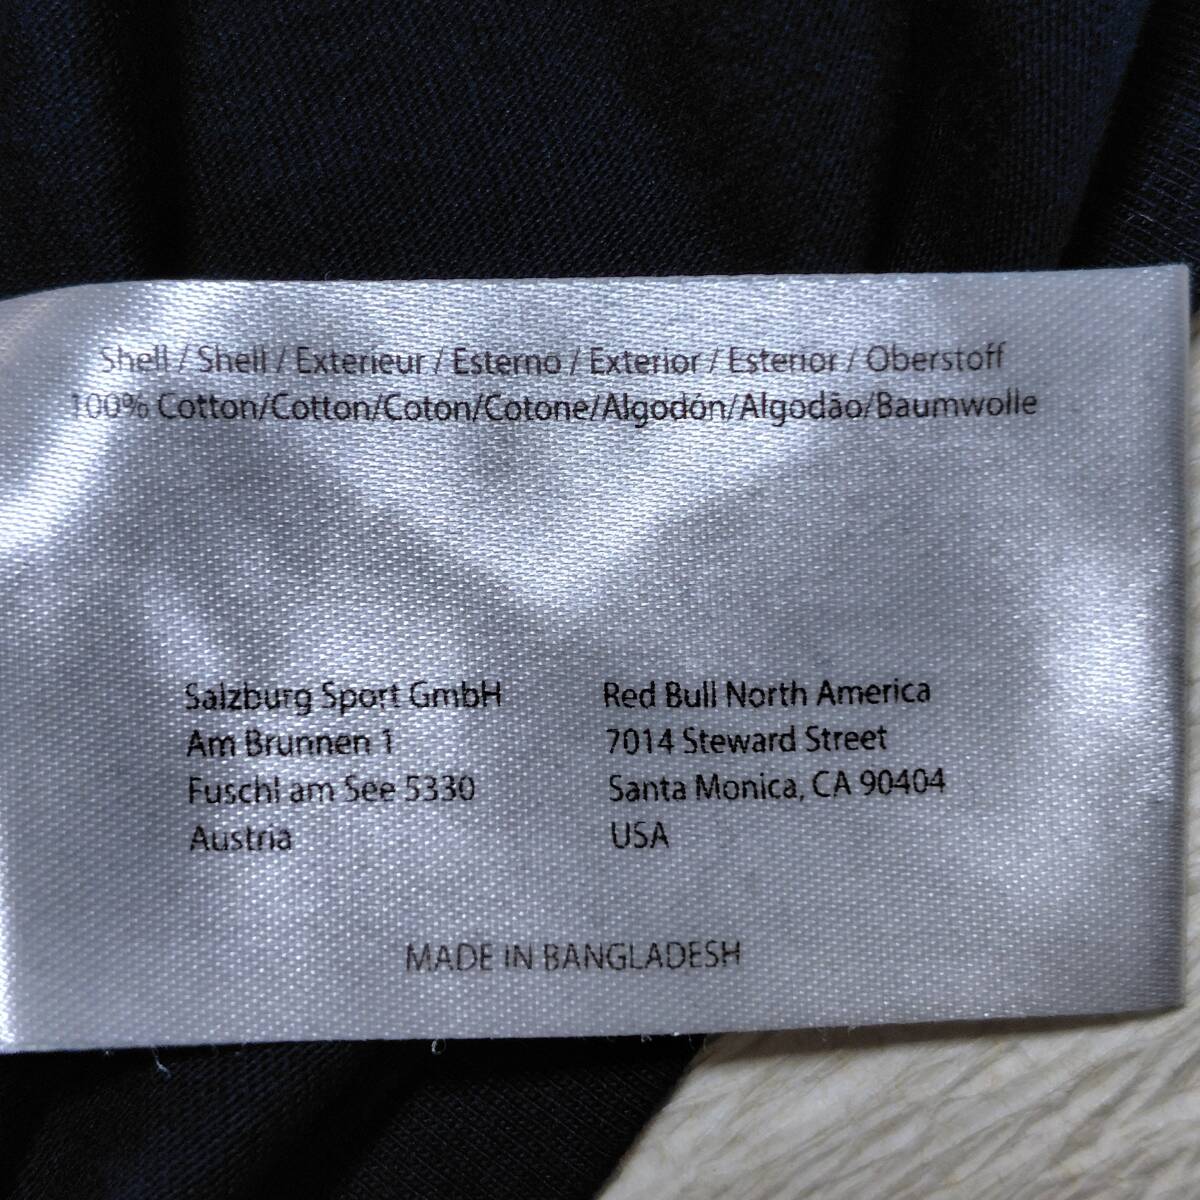 Shell / Shell / Exterieur / Esterno / Exterior / Esterior / Oberstoff
100% Cotton/Cotton/Coton/Cotone/Algodón/Algodão/Baumwolle
Salzburg Sport GmbH
Am Brunnen 1
Fuschl am See 5330
Austria
Red Bull North America
7014 Steward Street
Santa Monica, CA 90404
USA
MADE IN BANGLADESH